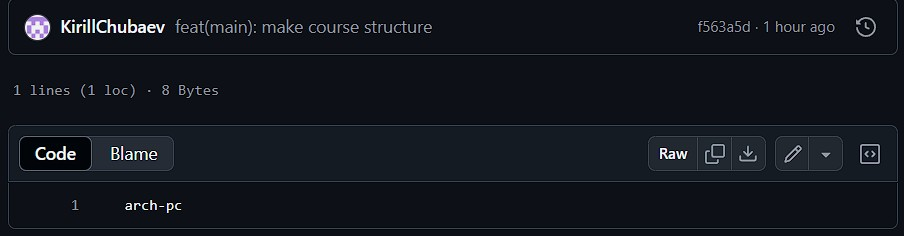 KirillChubaev feat(main): make course structure f563a5d · 1 hour ago
1 lines (1 loc) · 8 Bytes
Code Blame Raw
1 arch-pc